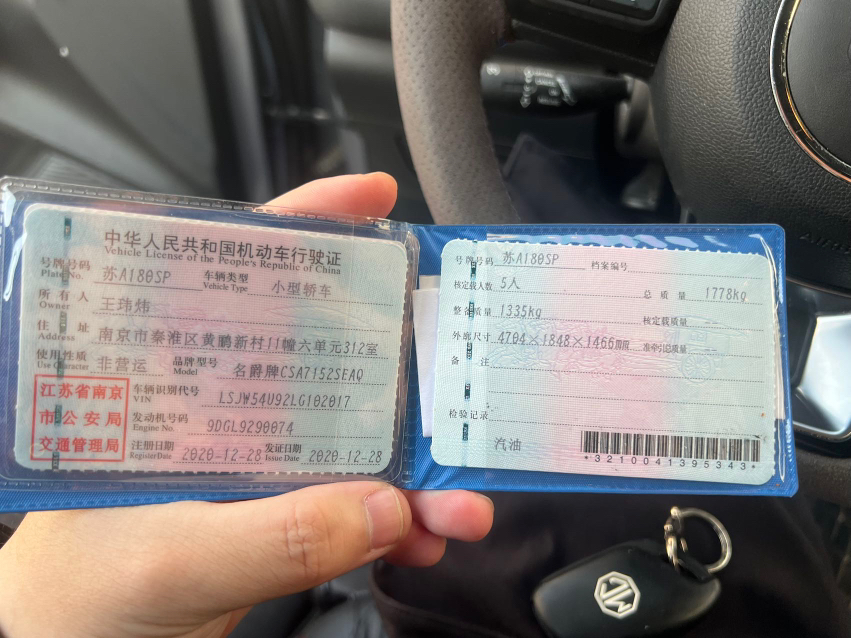 中华人民共和国机动车行驶证
Vehicle License of the People's Republic of China
号牌号码 苏A180SP 车辆类型 小型轿车
Plate No. Vehicle Type
所有人 王玮炜
Owner
住址 南京市秦淮区黄鹂新村11幢六单元312室
Address
使用性质 非营运 品牌型号 名爵牌CSA7152SEAQ
Use Character Model
江苏省南京
市公安局
交通管理局
车辆识别代号 LSJW54U92LG102017
VIN
发动机号码 9DGL9290074
Engine No.
注册日期 2020-12-28 发证日期 2020-12-28
Register Date Issue Date
号牌号码 苏A180SP 档案编号
核定载人数 5人 总质量 1778kg
整备质量 1335kg 核定载质量 --
外廓尺寸 4704×1848×1466mm 准牵引总质量 --
备注
检验记录
汽油
*3210041395343*